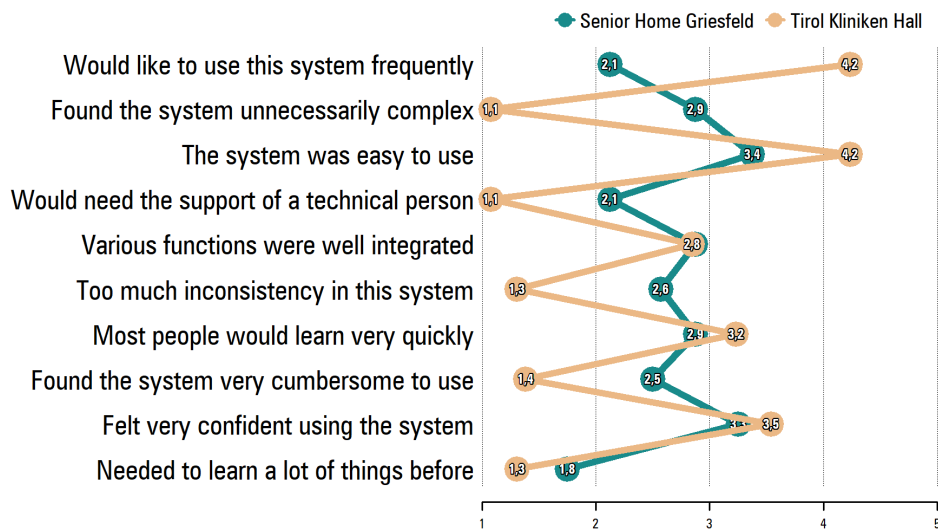 Senior Home Griesfeld Tirol Kliniken Hall
Would like to use this system frequently 2,1 4,2
Found the system unnecessarily complex 1,1 2,9
The system was easy to use 3,4 4,2
Would need the support of a technical person 1,1 2,1
Various functions were well integrated 2,8
Too much inconsistency in this system 1,3 2,6
Most people would learn very quickly 2,9 3,2
Found the system very cumbersome to use 1,4 2,5
Felt very confident using the system 3,3 3,5
Needed to learn a lot of things before 1,3 1,8
1 2 3 4 5